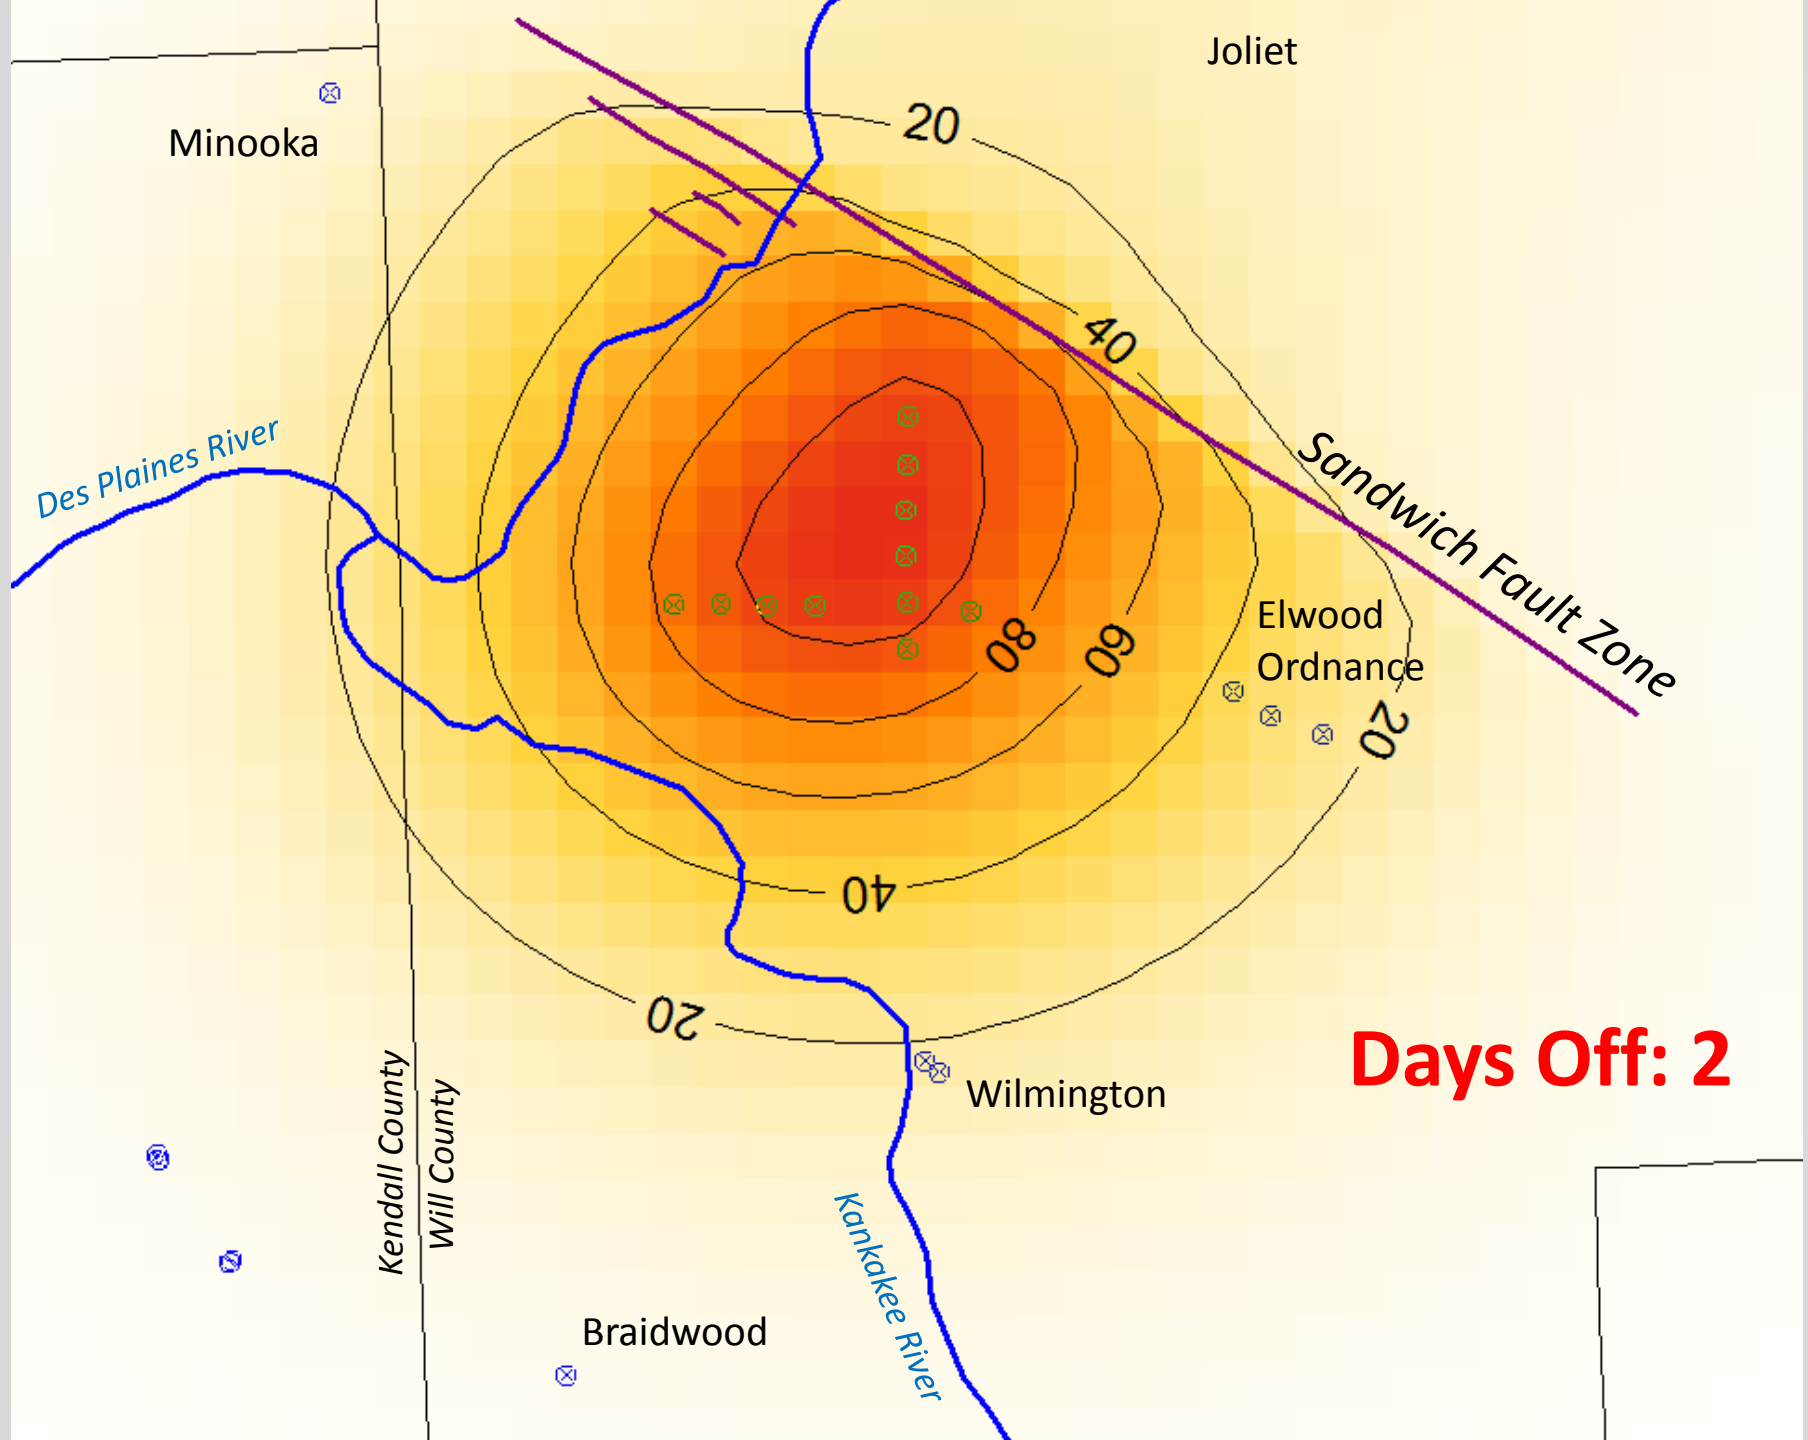 Joliet
20
Minooka
40
Des Plaines River
Sandwich Fault Zone
Elwood
Ordnance
80
60
20
40
20
Days Off: 2
Kendall County
Will County
Wilmington
Kankakee River
Braidwood